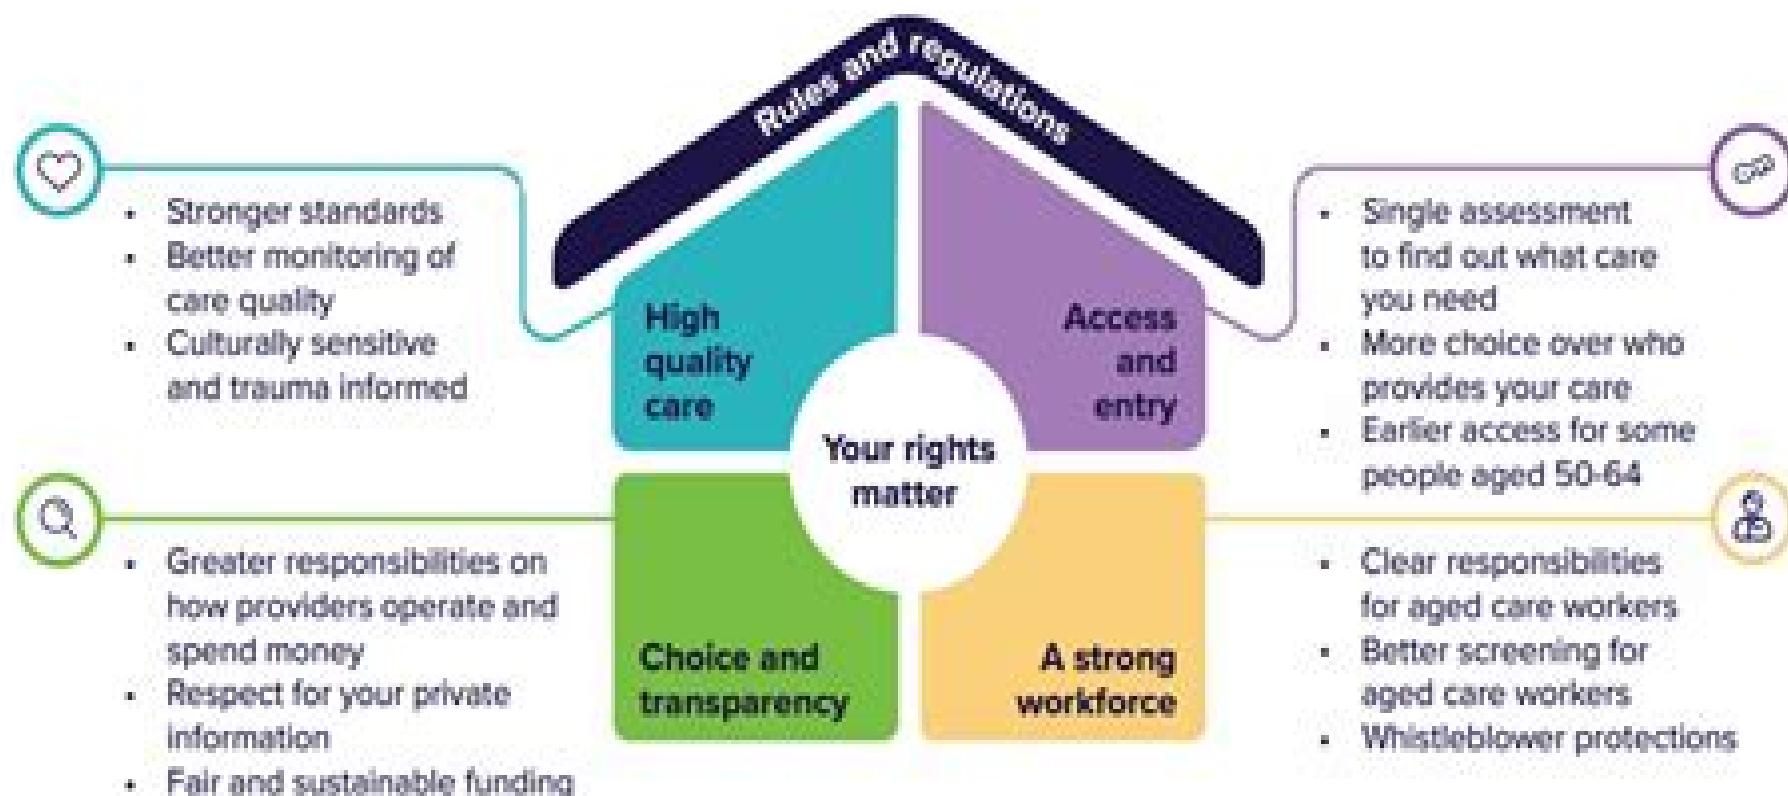 Rules and regulations
Stronger standards
Better monitoring of
care quality
Culturally sensitive
and trauma informed
High
quality
care
Access
and
entry
Single assessment
to find out what care
you need
More choice over who
provides your care
Earlier access for some
people aged 50-64
Your rights
matter
Greater responsibilities on
how providers operate and
spend money
Respect for your private
information
Fair and sustainable funding
Choice and
transparency
A strong
workforce
Clear responsibilities
for aged care workers
Better screening for
aged care workers
Whistleblower protections